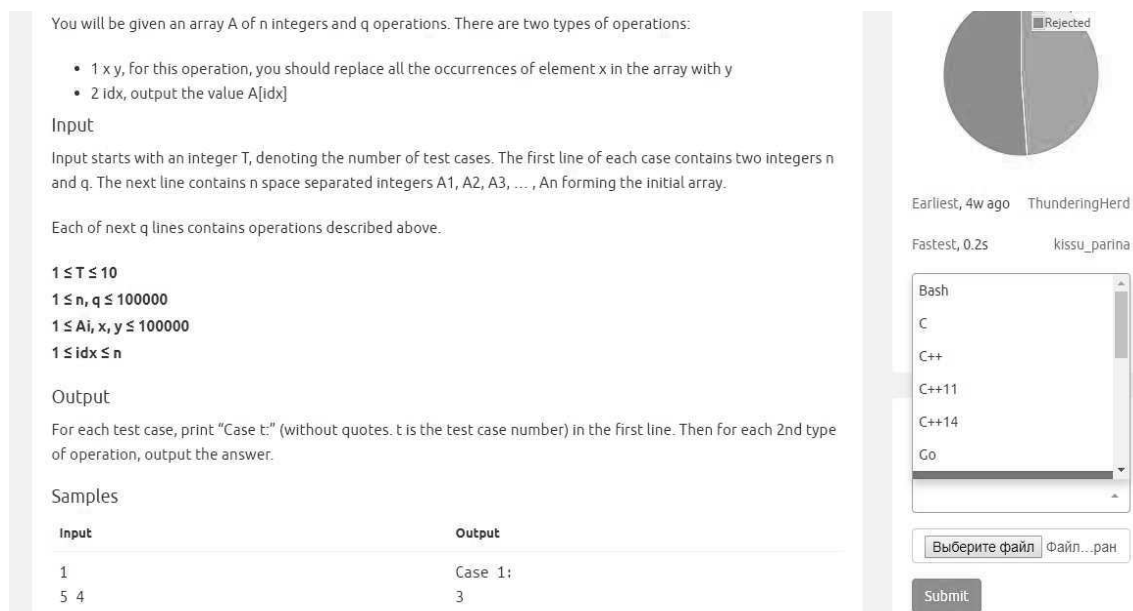 You will be given an array A of n integers and q operations. There are two types of operations:
• 1 x y, for this operation, you should replace all the occurrences of element x in the array with y
• 2 idx, output the value A[idx]
Input
Input starts with an integer T, denoting the number of test cases. The first line of each case contains two integers n
and q. The next line contains n space separated integers A1, A2, A3, … , An forming the initial array.
Each of next q lines contains operations described above.
1 ≤ T ≤ 10
1 ≤ n, q ≤ 100000
1 ≤ Ai, x, y ≤ 100000
1 ≤ idx ≤ n
Output
For each test case, print “Case t:” (without quotes. t is the test case number) in the first line. Then for each 2nd type
of operation, output the answer.
Samples
Input Output
1 Case 1:
5 4 3
Rejected
Earliest, 4w ago ThunderingHerd
Fastest, 0.2s kissu_parina
Bash
C
C++
C++11
C++14
Go
Выберите файл Файл…ран
Submit